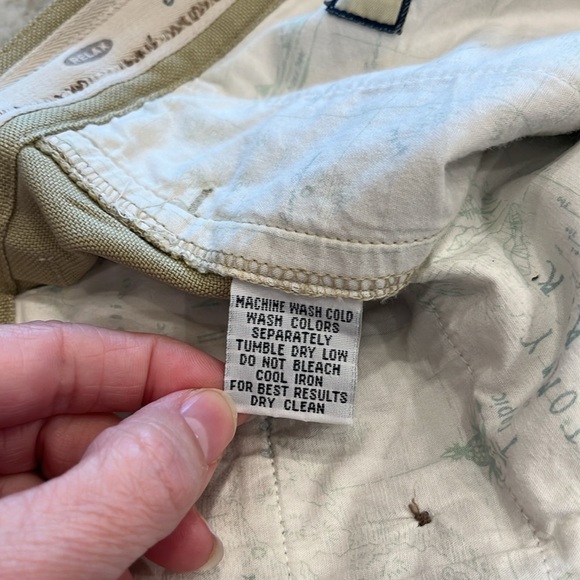 RELAX
MACHINE WASH COLD
WASH COLORS
SEPARATELY
TUMBLE DRY LOW
DO NOT BLEACH
COOL IRON
FOR BEST RESULTS
DRY CLEAN